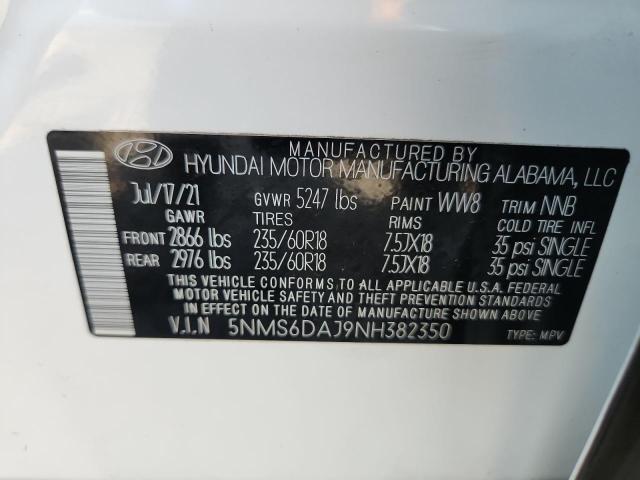 MANUFACTURED BY
HYUNDAI MOTOR MANUFACTURING ALABAMA, LLC
Jul/17/21 GVWR 5247 lbs PAINT WW8 TRIM NNB
GAWR TIRES RIMS COLD TIRE INFL
FRONT 2866 lbs 235/60R18 7.5JX18 35 psi SINGLE
REAR 2976 lbs 235/60R18 7.5JX18 35 psi SINGLE
THIS VEHICLE CONFORMS TO ALL APPLICABLE U.S.A. FEDERAL
MOTOR VEHICLE SAFETY AND THEFT PREVENTION STANDARDS
IN EFFECT ON THE DATE OF MANUFACTURE SHOWN ABOVE.
V.I.N 5NMS6DAJ9NH382350 TYPE: MPV